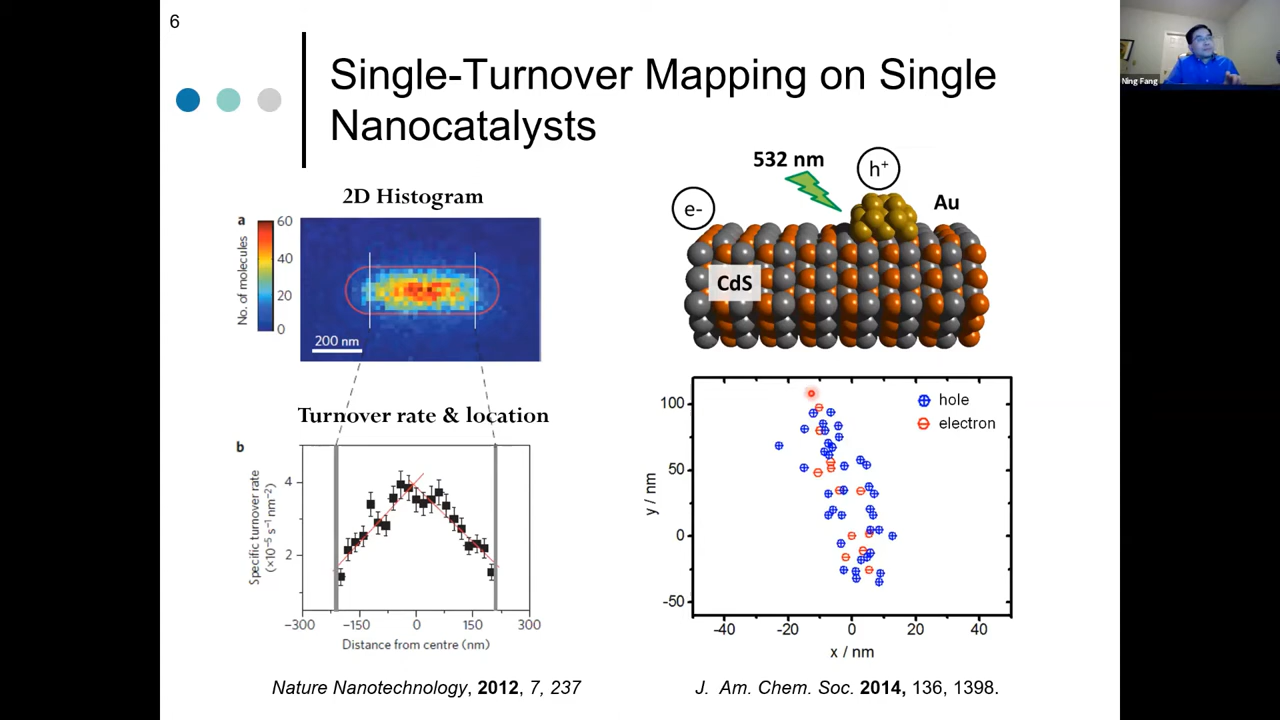 6
Single-Turnover Mapping on Single
Nanocatalysts
2D Histogram
a
No. of molecules
60
40
20
0
200 nm
Turnover rate & location
b
Specific turnover rate
(×10⁻⁵ s⁻¹ nm⁻²)
4
2
−300
−150
0
150
300
Distance from centre (nm)
Nature Nanotechnology, 2012, 7, 237
532 nm
h⁺
e-
Au
CdS
hole
electron
y / nm
100
50
0
-50
-40
-20
0
20
40
x / nm
J. Am. Chem. Soc. 2014, 136, 1398.
Ning Fang